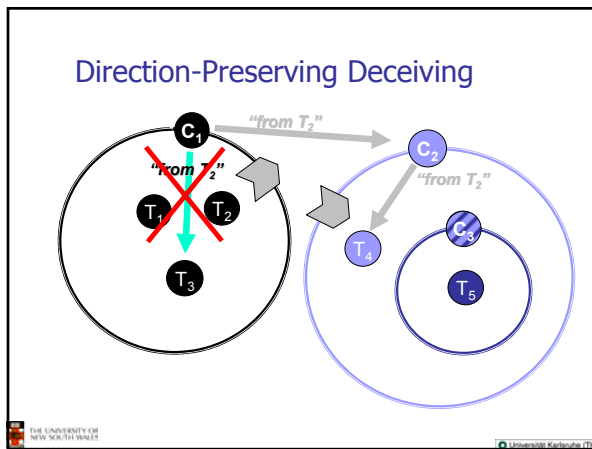 Direction-Preserving Deceiving
C1
"from T2"
C2
"from T2"
"from T2"
T1
T2
C3
T4
T3
T5
THE UNIVERSITY OF
NEW SOUTH WALES
Universität Karlsruhe (TH)